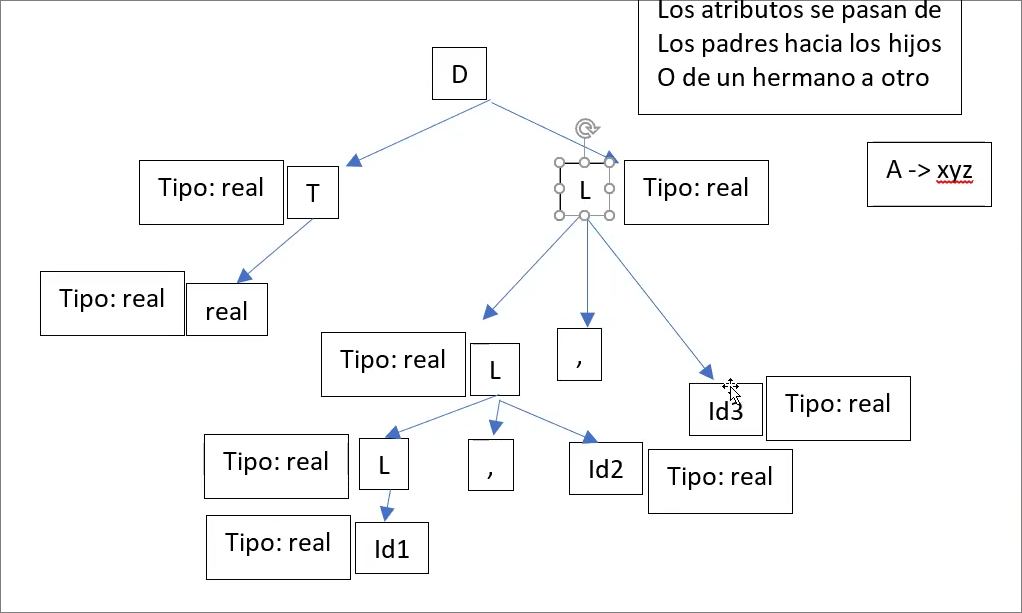 Los atributos se pasan de
Los padres hacia los hijos
O de un hermano a otro
D
Tipo: real
T
L
Tipo: real
A -> xyz
Tipo: real
real
Tipo: real
L
,
Id3
Tipo: real
Tipo: real
L
,
Id2
Tipo: real
Tipo: real
Id1